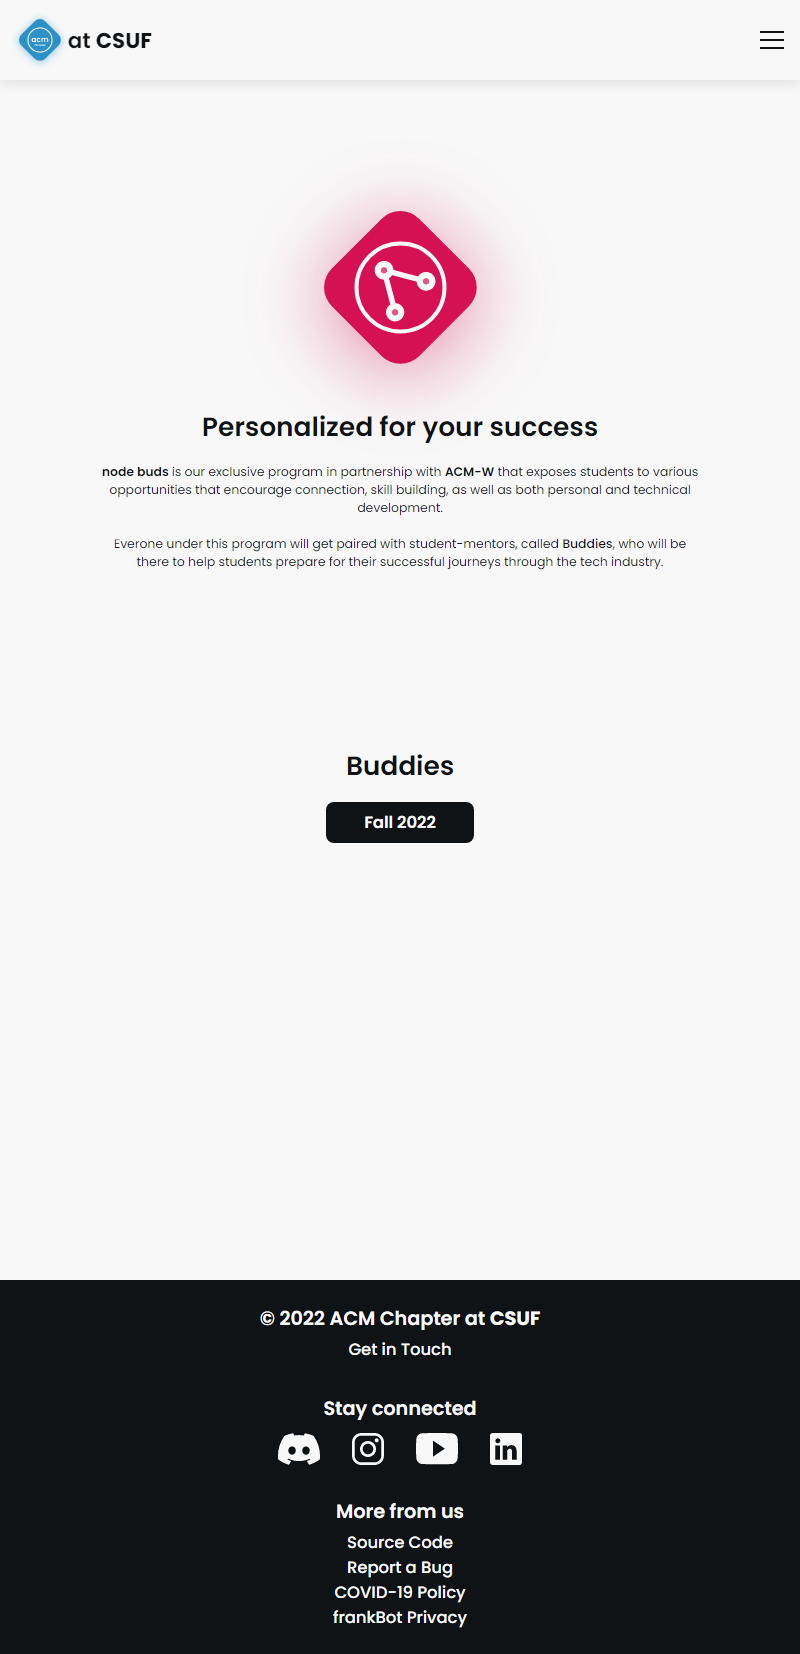 acm
at CSUF
Personalized for your success
node buds is our exclusive program in partnership with ACM-W that exposes students to various
opportunities that encourage connection, skill building, as well as both personal and technical
development.
Everone under this program will get paired with student-mentors, called Buddies, who will be
there to help students prepare for their successful journeys through the tech industry.
Buddies
Fall 2022
© 2022 ACM Chapter at CSUF
Get in Touch
Stay connected
in
More from us
Source Code
Report a Bug
COVID-19 Policy
frankBot Privacy